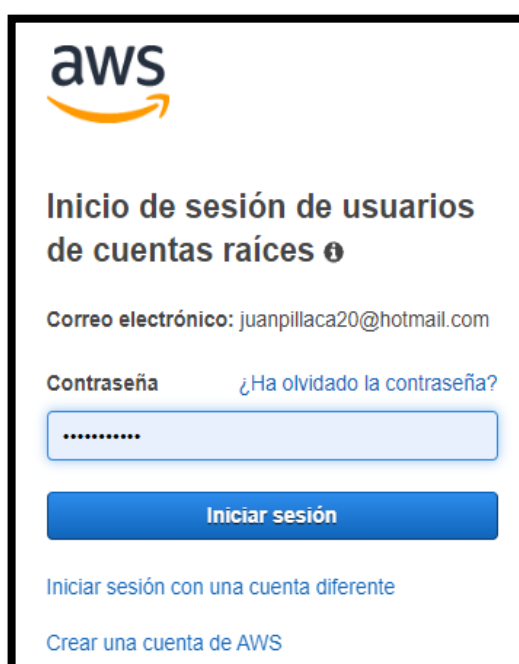 aws
Inicio de sesión de usuarios
de cuentas raíces
Correo electrónico: juanpillaca20@hotmail.com
Contraseña ¿Ha olvidado la contraseña?
•••••••••••
Iniciar sesión
Iniciar sesión con una cuenta diferente
Crear una cuenta de AWS